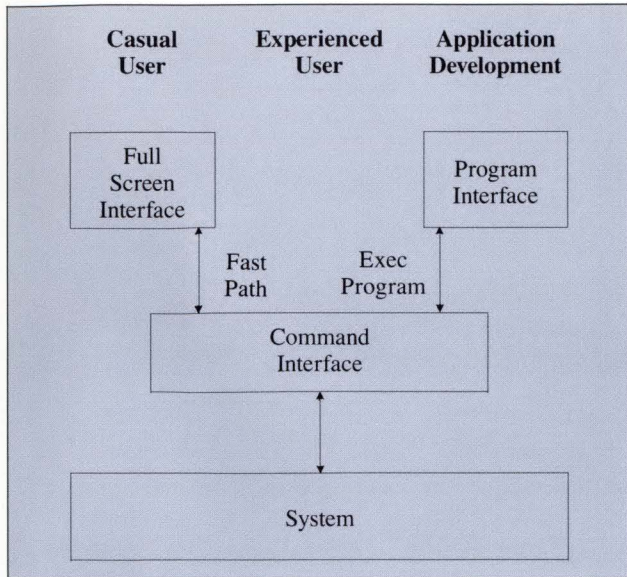 Casual
User
Experienced
User
Application
Development
Full
Screen
Interface
Program
Interface
Fast
Path
Exec
Program
Command
Interface
System